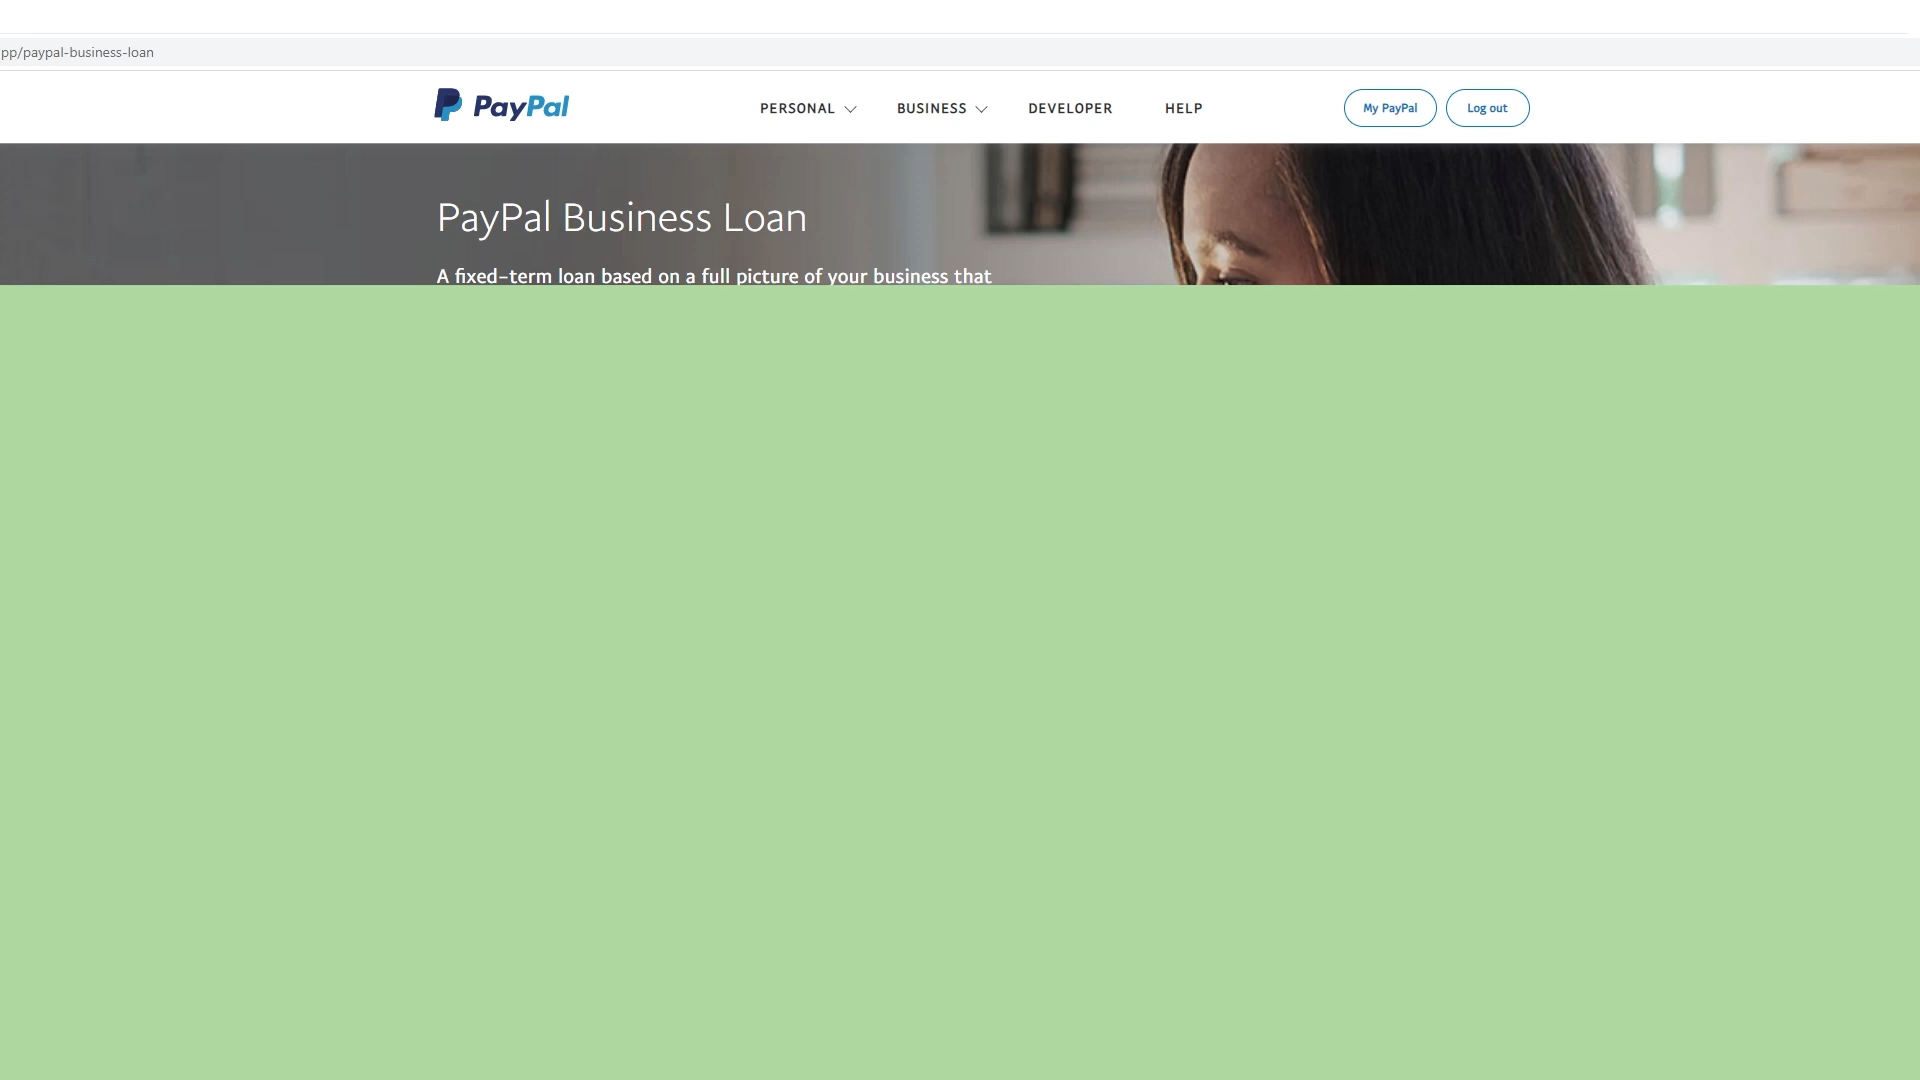 pp/paypal-business-loan
PayPal
PERSONAL
BUSINESS
DEVELOPER
HELP
My PayPal
Log out
PayPal Business Loan
A fixed-term loan based on a full picture of your business that